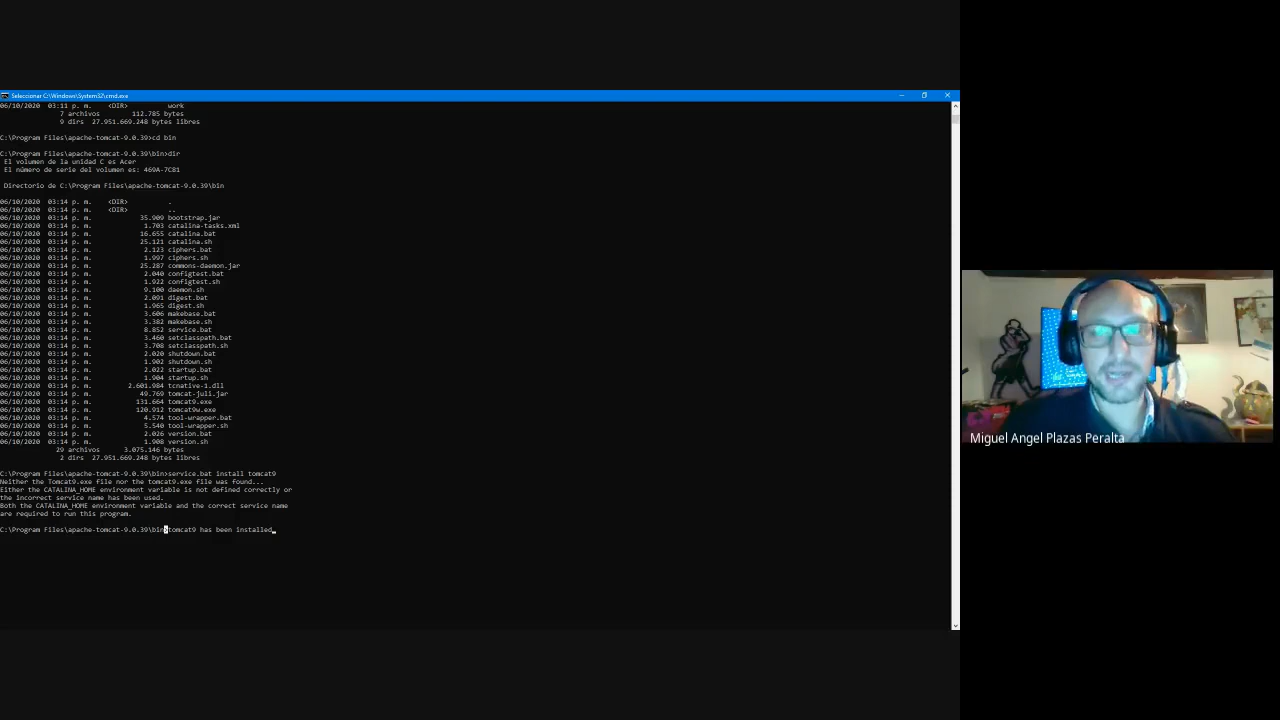 Seleccionar C:\Windows\System32\cmd.exe
06/10/2020  03:11 p. m.    <DIR>          work
7 archivos        112.785 bytes
9 dirs  27.951.669.248 bytes libres
C:\Program Files\apache-tomcat-9.0.39>cd bin
C:\Program Files\apache-tomcat-9.0.39\bin>dir
El volumen de la unidad C es Acer
El número de serie del volumen es: 469A-7C81
Directorio de C:\Program Files\apache-tomcat-9.0.39\bin
06/10/2020  03:14 p. m.    <DIR>          .
06/10/2020  03:14 p. m.    <DIR>          ..
06/10/2020  03:14 p. m.            35.909 bootstrap.jar
06/10/2020  03:14 p. m.             1.703 catalina-tasks.xml
06/10/2020  03:14 p. m.            16.655 catalina.bat
06/10/2020  03:14 p. m.            25.121 catalina.sh
06/10/2020  03:14 p. m.             2.123 ciphers.bat
06/10/2020  03:14 p. m.             1.997 ciphers.sh
06/10/2020  03:14 p. m.            25.287 commons-daemon.jar
06/10/2020  03:14 p. m.             2.040 configtest.bat
06/10/2020  03:14 p. m.             1.922 configtest.sh
06/10/2020  03:14 p. m.             9.100 daemon.sh
06/10/2020  03:14 p. m.             2.091 digest.bat
06/10/2020  03:14 p. m.             1.965 digest.sh
06/10/2020  03:14 p. m.             3.606 makebase.bat
06/10/2020  03:14 p. m.             3.382 makebase.sh
06/10/2020  03:14 p. m.             8.852 service.bat
06/10/2020  03:14 p. m.             3.460 setclasspath.bat
06/10/2020  03:14 p. m.             3.708 setclasspath.sh
06/10/2020  03:14 p. m.             2.020 shutdown.bat
06/10/2020  03:14 p. m.             1.902 shutdown.sh
06/10/2020  03:14 p. m.             2.022 startup.bat
06/10/2020  03:14 p. m.             1.904 startup.sh
06/10/2020  03:14 p. m.         2.601.984 tcnative-1.dll
06/10/2020  03:14 p. m.            49.769 tomcat-juli.jar
06/10/2020  03:14 p. m.           131.664 tomcat9.exe
06/10/2020  03:14 p. m.           120.912 tomcat9w.exe
06/10/2020  03:14 p. m.             4.574 tool-wrapper.bat
06/10/2020  03:14 p. m.             5.540 tool-wrapper.sh
06/10/2020  03:14 p. m.             2.026 version.bat
06/10/2020  03:14 p. m.             1.908 version.sh
29 archivos      3.075.146 bytes
2 dirs  27.951.669.248 bytes libres
C:\Program Files\apache-tomcat-9.0.39\bin>service.bat install tomcat9
Neither the Tomcat9.exe file nor the tomcat9.exe file was found...
Either the CATALINA_HOME environment variable is not defined correctly or
the incorrect service name has been used.
Both the CATALINA_HOME environment variable and the correct service name
are required to run this program.
C:\Program Files\apache-tomcat-9.0.39\bin>tomcat9 has been installed
Miguel Angel Plazas Peralta